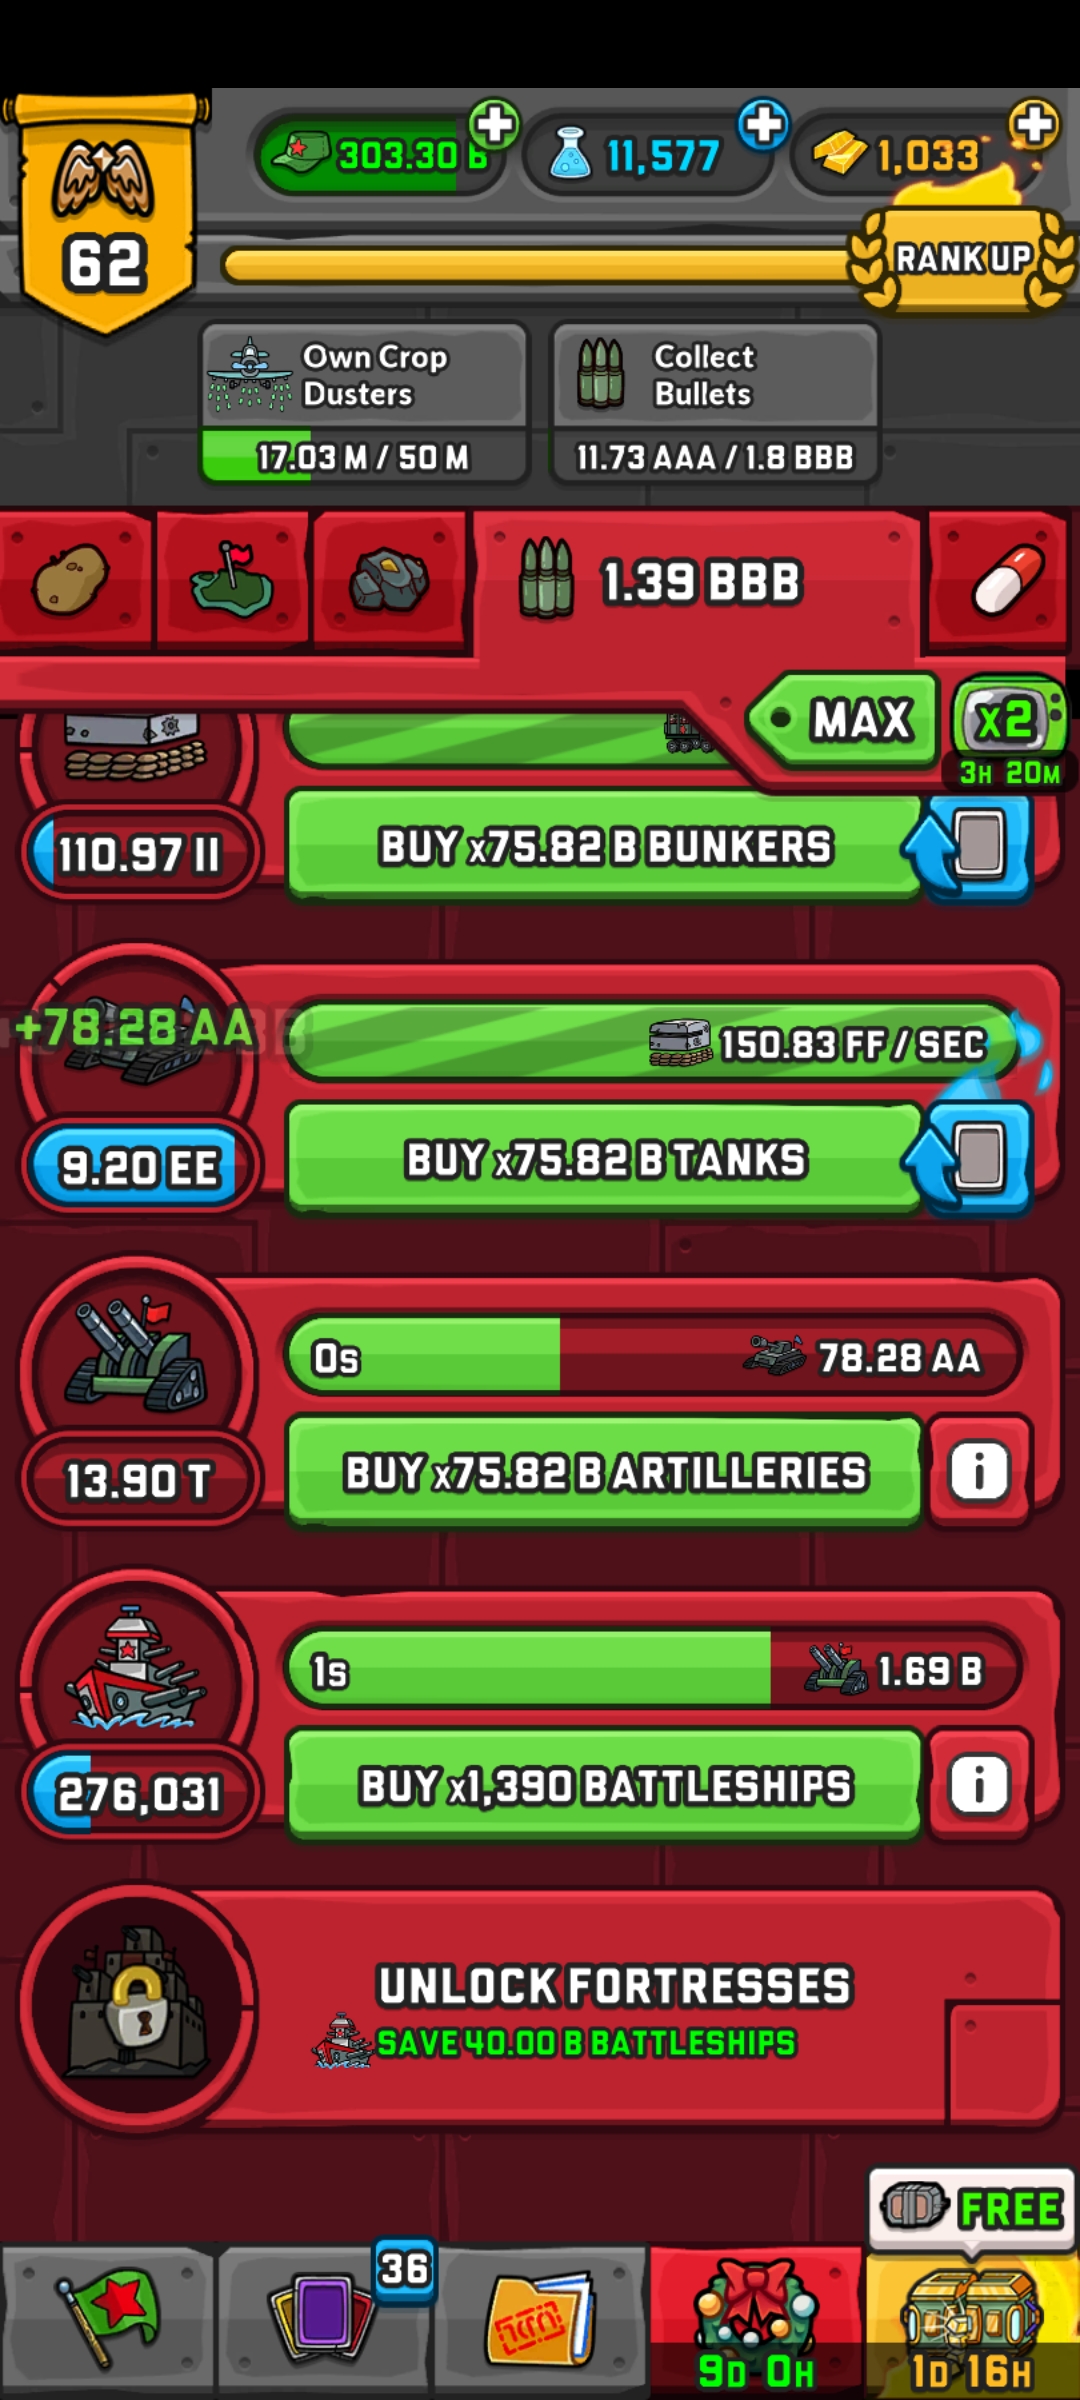 303.30 B
11,577
1,033
62
RANK UP
Own Crop
Dusters
17.03 M / 50 M
Collect
Bullets
11.73 AAA / 1.8 BBB
1.39 BBB
MAX
x2
3H 20M
110.97 II
BUY x75.82 B BUNKERS
+78.28 AA
150.83 FF / SEC
9.20 EE
BUY x75.82 B TANKS
0s
78.28 AA
13.90 T
BUY x75.82 B ARTILLERIES
i
1s
1.69 B
276,031
BUY x1,390 BATTLESHIPS
i
UNLOCK FORTRESSES
SAVE 40.00 B BATTLESHIPS
FREE
36
9D 0H
1D 16H